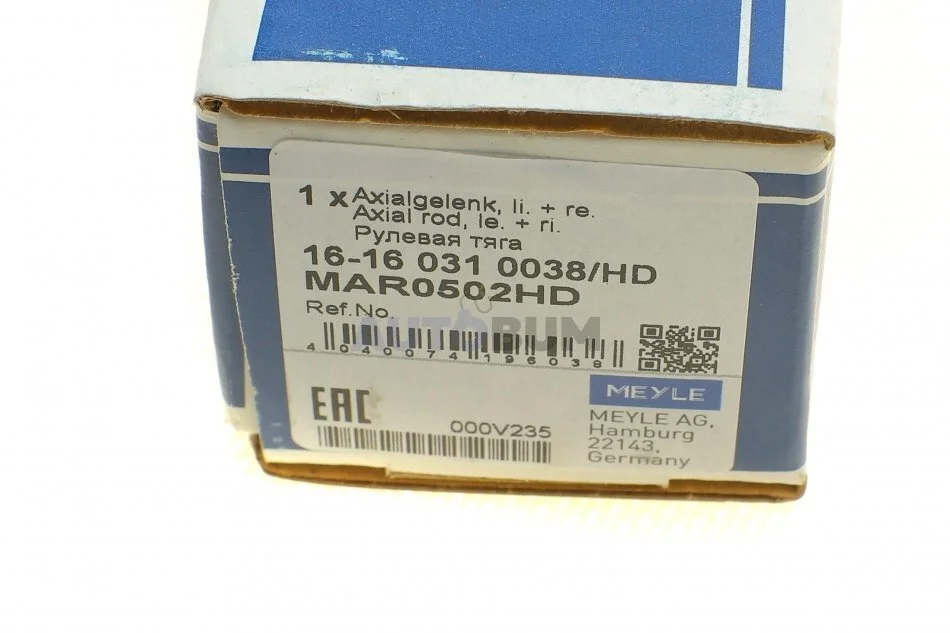 1 x Axialgelenk, li. + re.
Axial rod, le. + ri.
Рулевая тяга
16-16 031 0038/HD
MAR0502HD
Ref.No.
AUTOBUM
4 040074 196038
EAC
000V235
MEYLE
MEYLE AG,
Hamburg
22143,
Germany